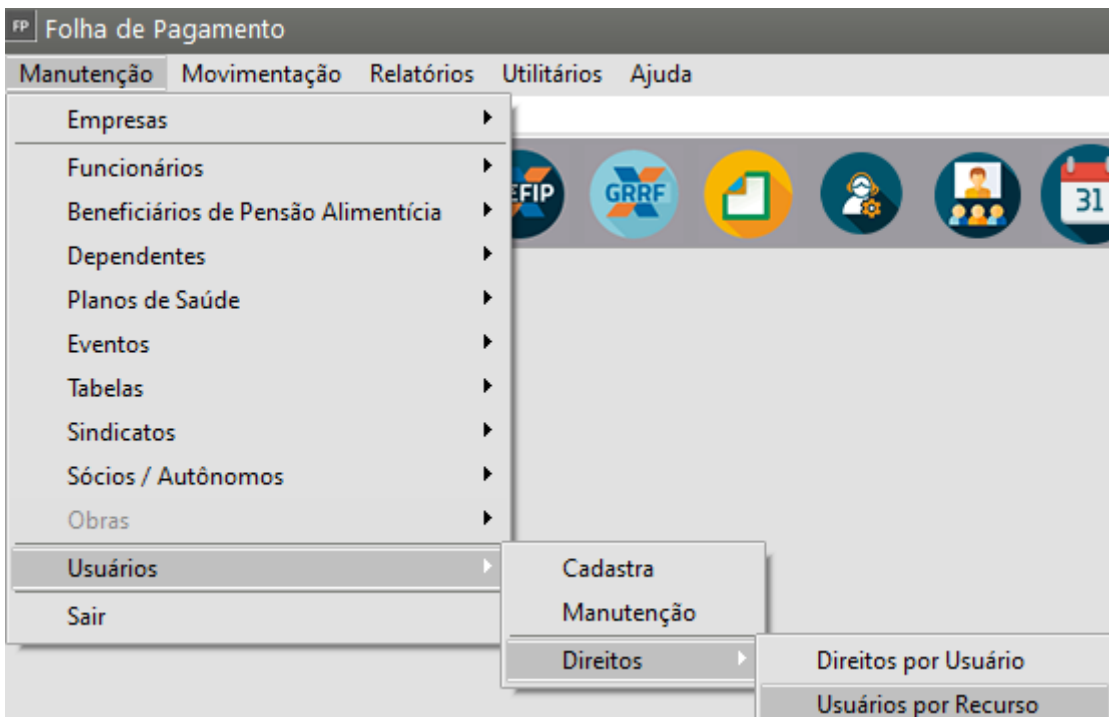 FP Folha de Pagamento
Manutenção Movimentação Relatórios Utilitários Ajuda
Empresas
Funcionários
Beneficiários de Pensão Alimentícia
Dependentes
Planos de Saúde
Eventos
Tabelas
Sindicatos
Sócios / Autônomos
Obras
Usuários
Sair
EFIP
GRRF
31
Cadastra
Manutenção
Direitos
Direitos por Usuário
Usuários por Recurso